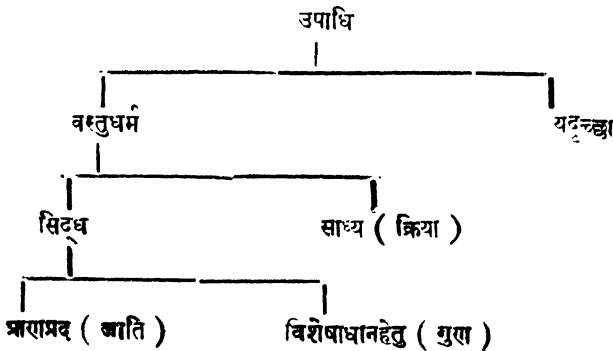 उपाधि
वस्तुधर्म यदृच्छा
सिद्ध साध्य ( क्रिया )
प्राणप्रद ( जाति ) विशेषाधानहेतु ( गुण )